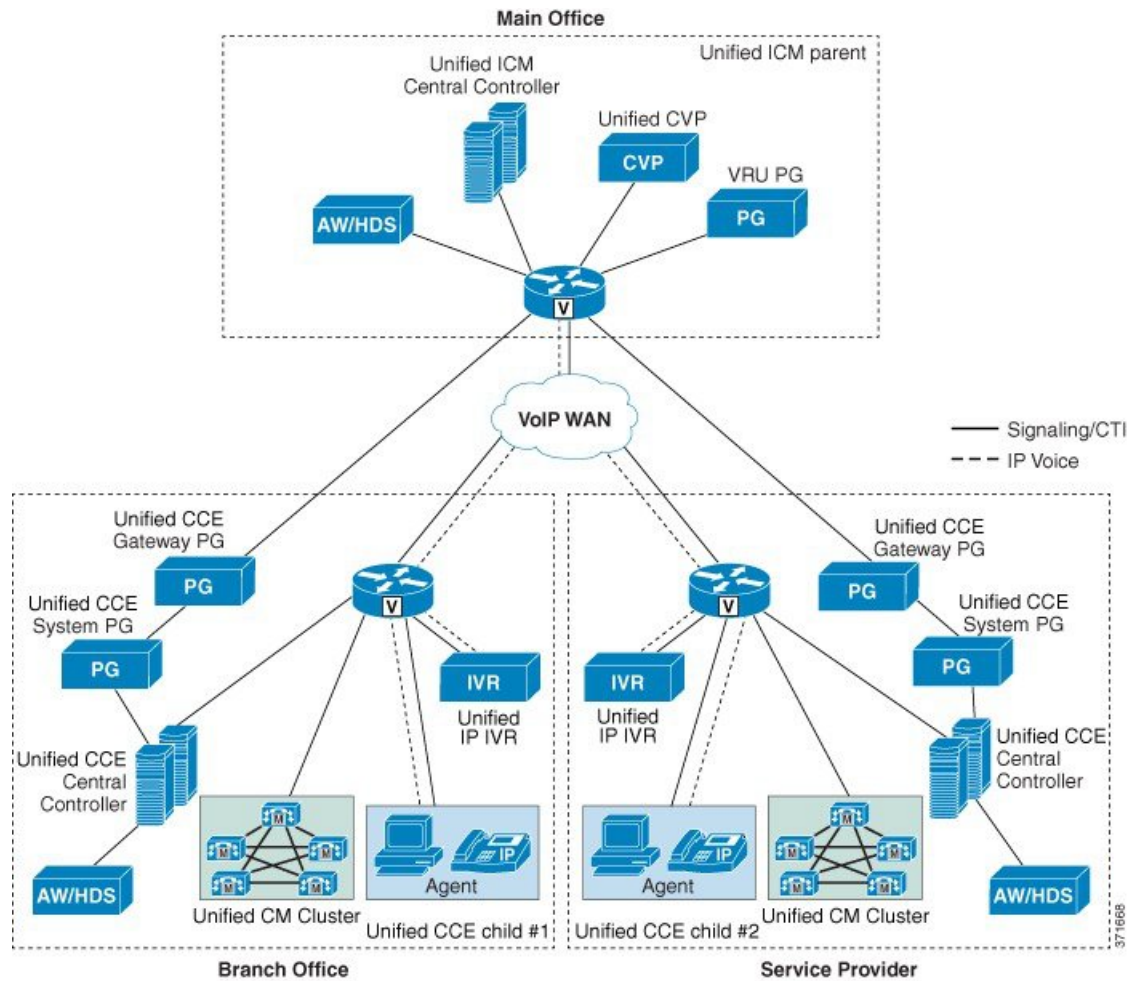 Main Office
Unified ICM parent
Unified ICM
Central Controller
Unified CVP
CVP
VRU PG
PG
AW/HDS
V
VoIP WAN
Signaling/CTI
IP Voice
Unified CCE
Gateway PG
PG
Unified CCE
System PG
PG
V
IVR
Unified
IP IVR
Unified CCE
Central
Controller
AW/HDS
M
M
M
M
M
Unified CM Cluster
IP
Agent
Unified CCE child #1
Branch Office
Unified CCE
Gateway PG
PG
Unified CCE
System PG
PG
V
IVR
Unified
IP IVR
Unified CCE
Central
Controller
IP
Agent
M
M
M
M
M
Unified CM Cluster
AW/HDS
Unified CCE child #2
Service Provider
371668